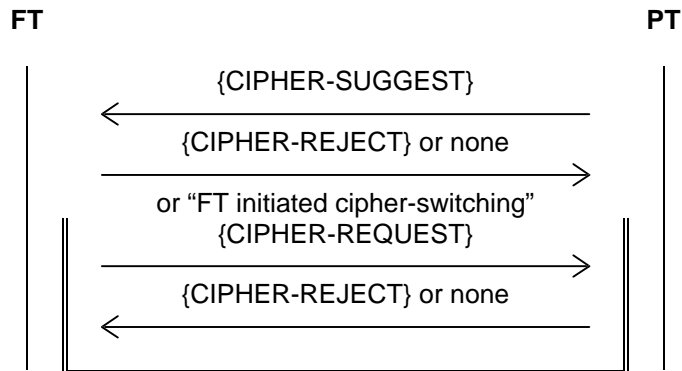 FT PT
{CIPHER-SUGGEST}
{CIPHER-REJECT} or none
or “FT initiated cipher-switching”
{CIPHER-REQUEST}
{CIPHER-REJECT} or none